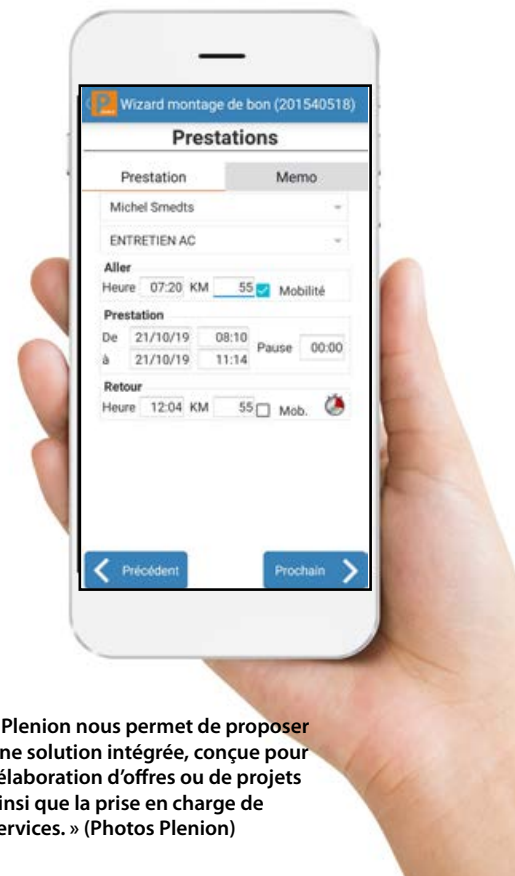 Wizard montage de bon (201540518)
Prestations
Prestation Memo
Michel Smedts
ENTRETIEN AC
Aller
Heure 07:20 KM 55 Mobilité
Prestation
De 21/10/19 08:10
Pause 00:00
à 21/10/19 11:14
Retour
Heure 12:04 KM 55 Mob.
Précédent Prochain
Plenion nous permet de proposer
ne solution intégrée, conçue pour
élaboration d’offres ou de projets
insi que la prise en charge de
ervices. » (Photos Plenion)